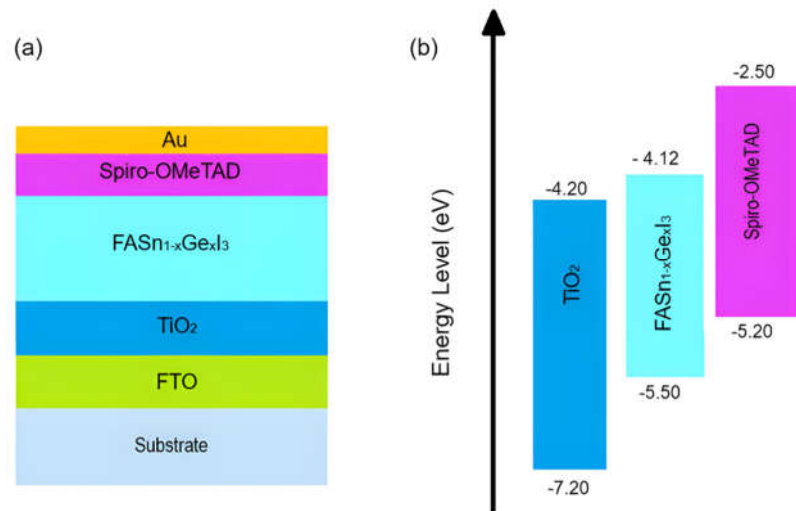 (a)
Au
Spiro-OMeTAD
FASn₁₋ₓGeₓI₃
TiO₂
FTO
Substrate
(b)
Energy Level (eV)
-4.20
TiO₂
-7.20
- 4.12
FASn₁₋ₓGeₓI₃
-5.50
-2.50
Spiro-OMeTAD
-5.20